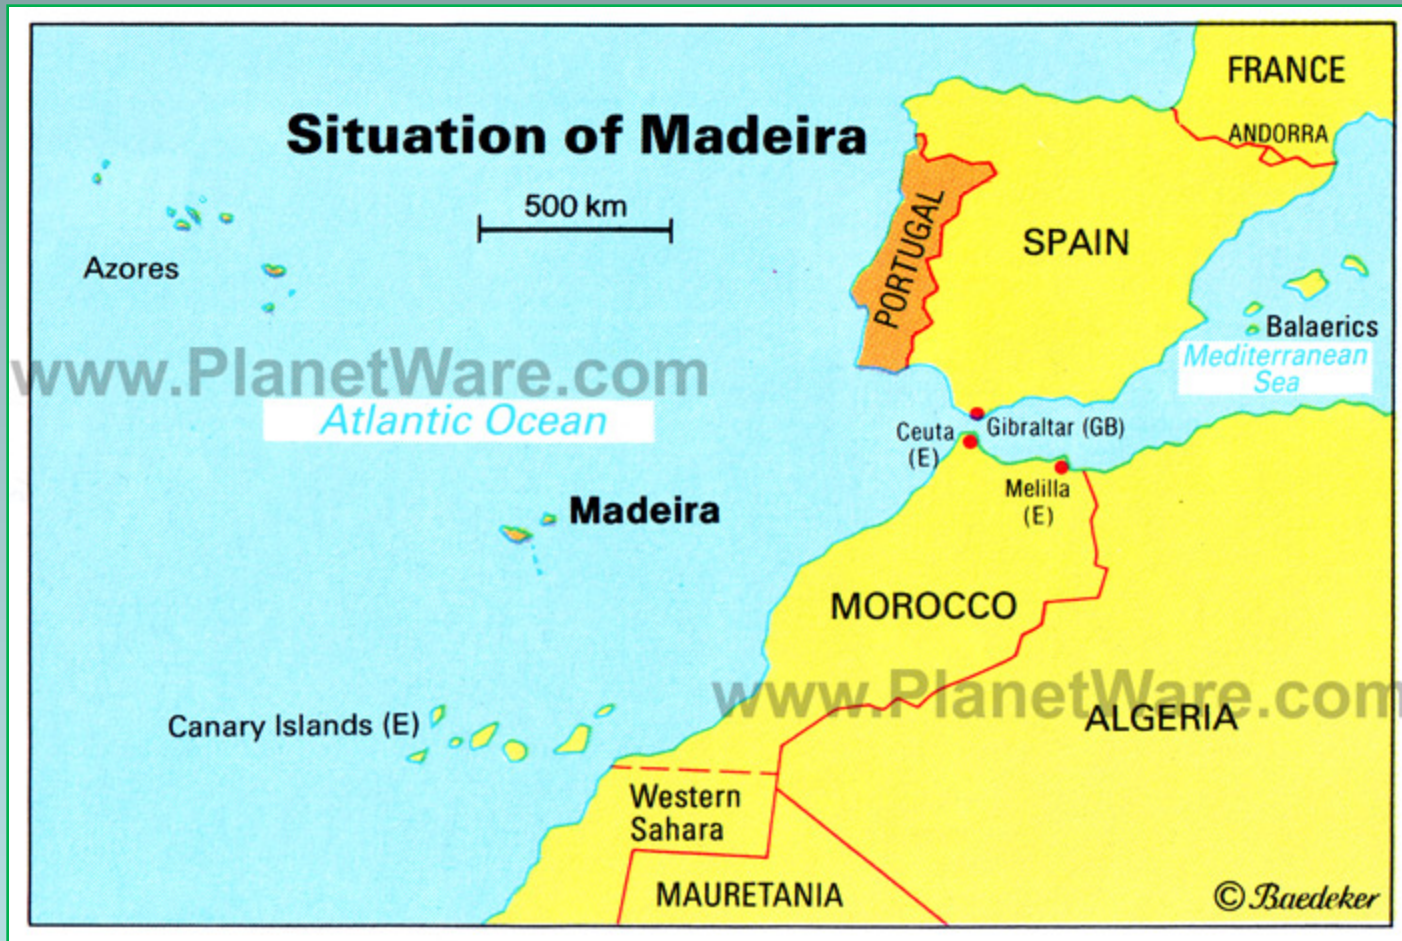 FRANCE
Situation of Madeira
ANDORRA
500 km
PORTUGAL
SPAIN
Azores
Balaerics
www.PlanetWare.com
Mediterranean
Sea
Atlantic Ocean
Ceuta
(E)
Gibraltar (GB)
Melilla
(E)
Madeira
MOROCCO
www.PlanetWare.com
Canary Islands (E)
ALGERIA
Western
Sahara
MAURETANIA
© Baedeker